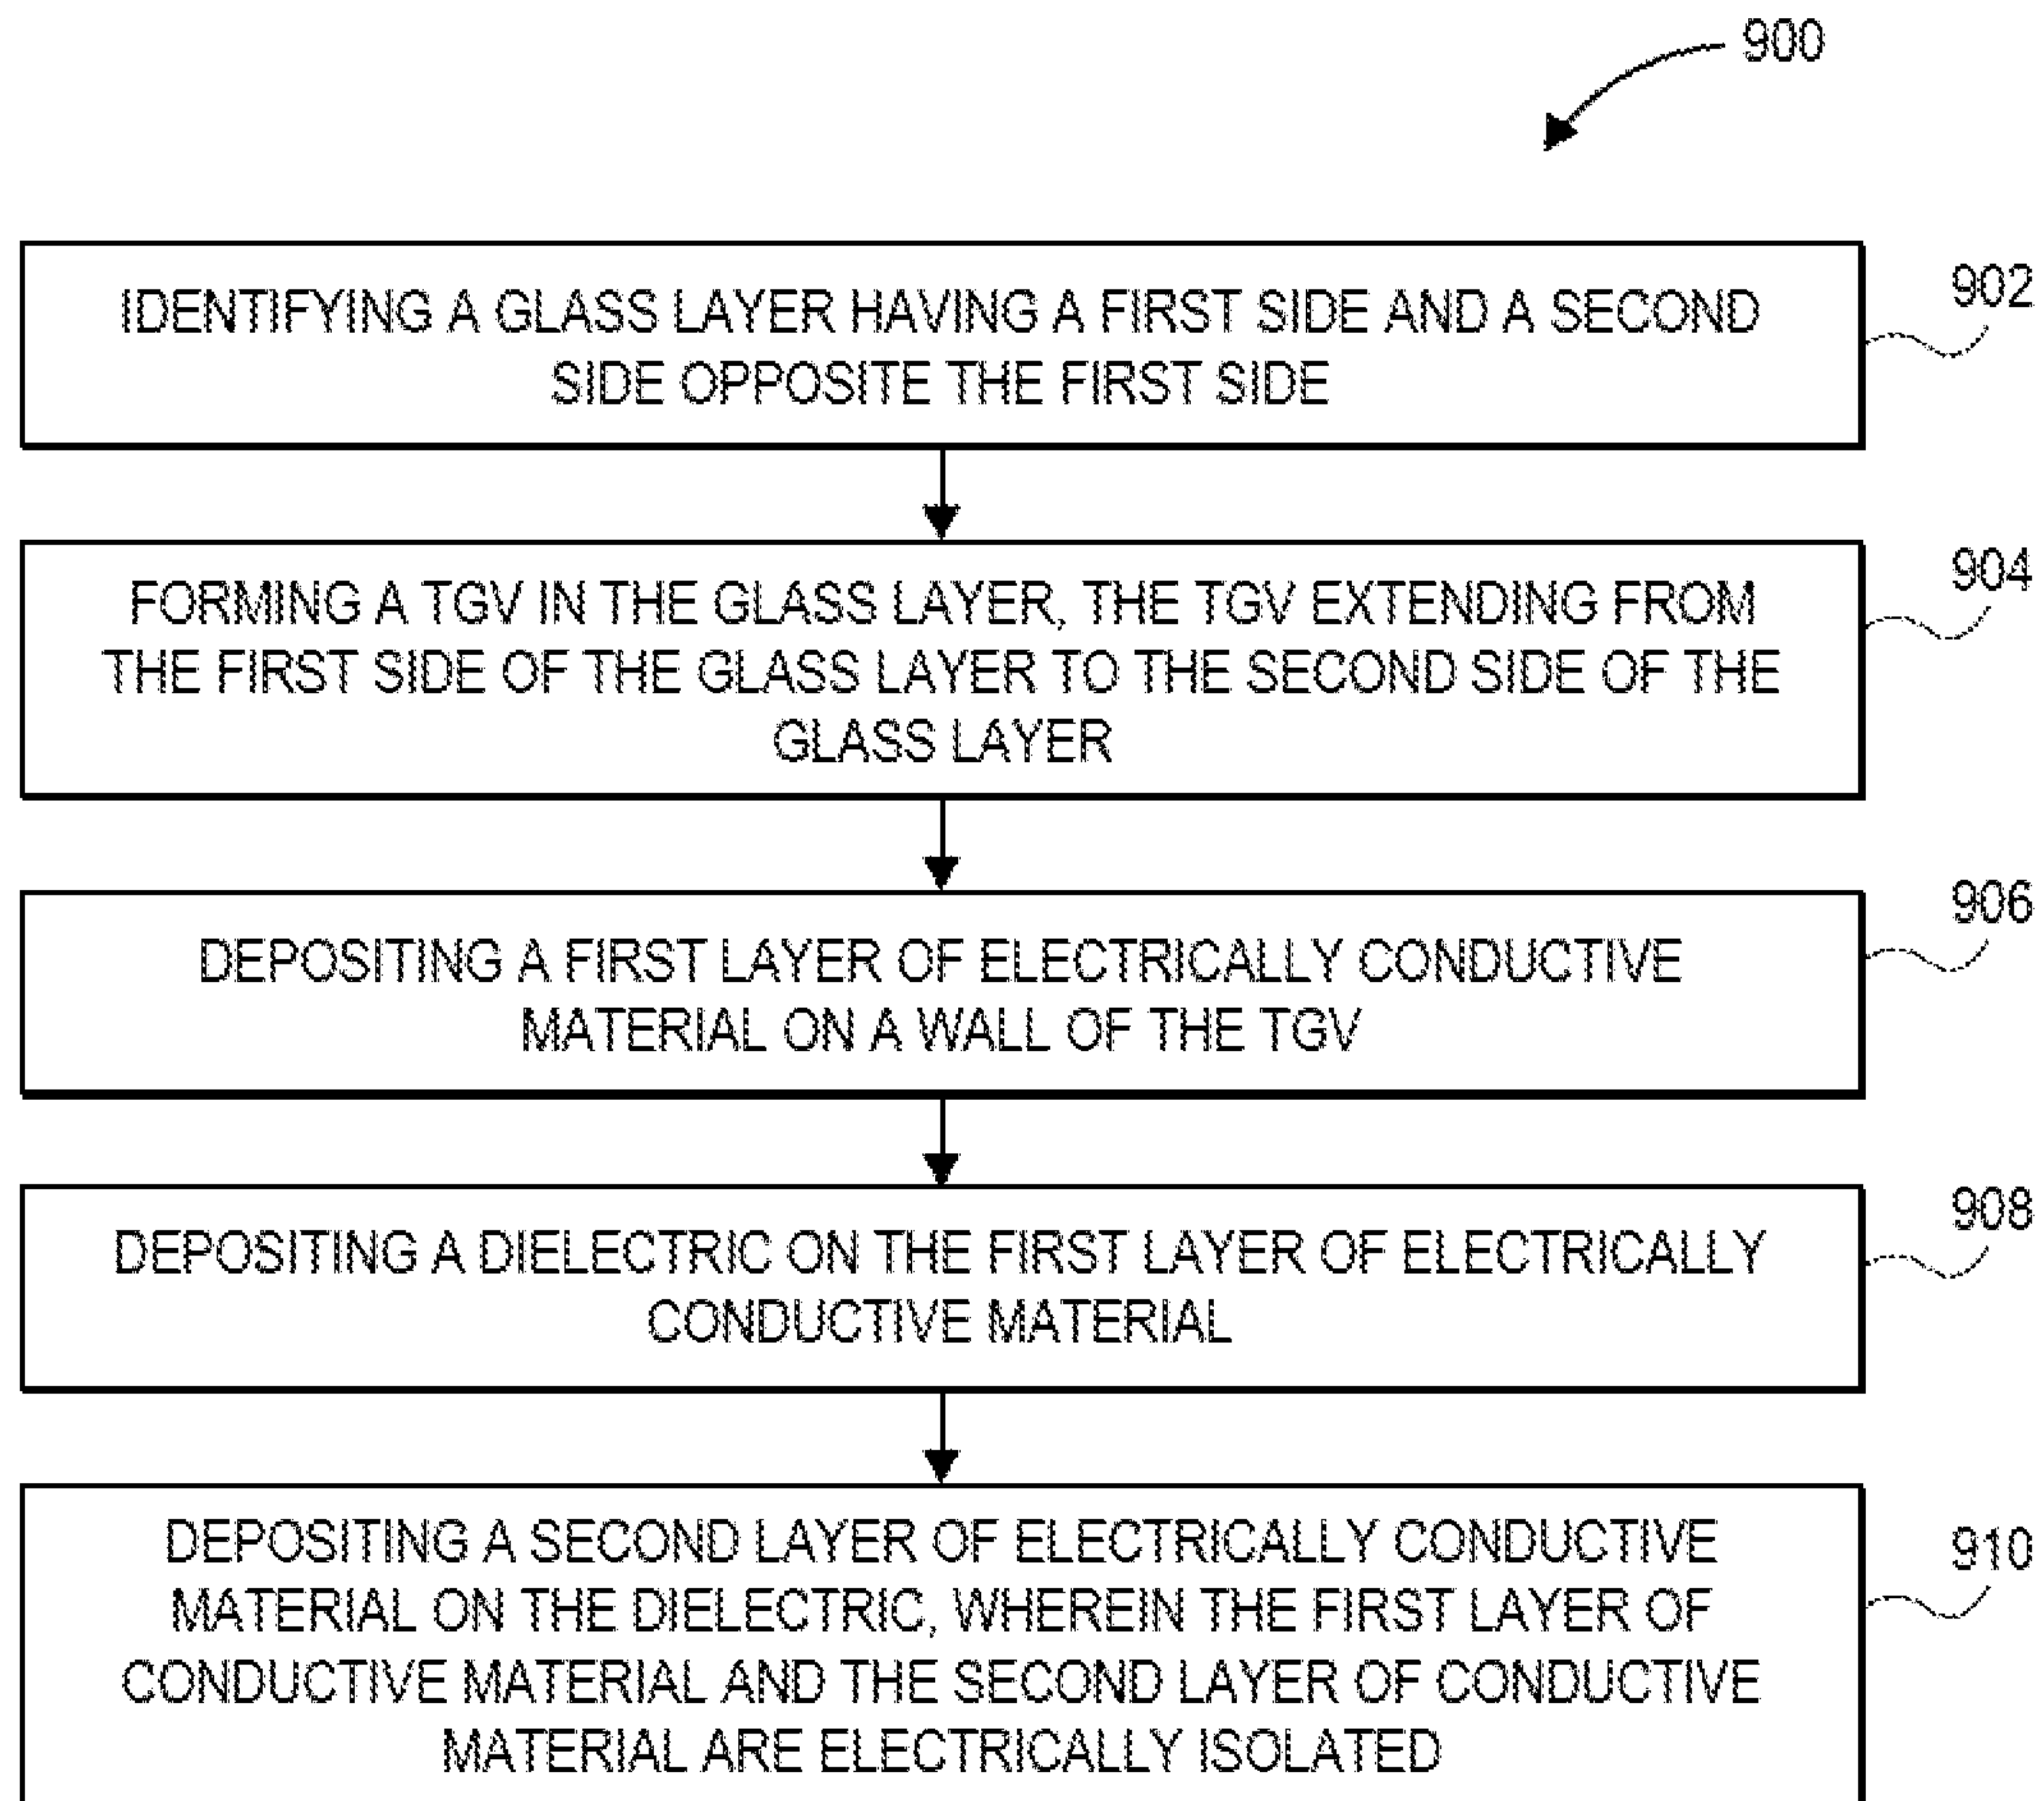 900
IDENTIFYING A GLASS LAYER HAVING A FIRST SIDE AND A SECOND
SIDE OPPOSITE THE FIRST SIDE
902
FORMING A TGV IN THE GLASS LAYER, THE TGV EXTENDING FROM
THE FIRST SIDE OF THE GLASS LAYER TO THE SECOND SIDE OF THE
GLASS LAYER
904
DEPOSITING A FIRST LAYER OF ELECTRICALLY CONDUCTIVE
MATERIAL ON A WALL OF THE TGV
906
DEPOSITING A DIELECTRIC ON THE FIRST LAYER OF ELECTRICALLY
CONDUCTIVE MATERIAL
908
DEPOSITING A SECOND LAYER OF ELECTRICALLY CONDUCTIVE
MATERIAL ON THE DIELECTRIC, WHEREIN THE FIRST LAYER OF
CONDUCTIVE MATERIAL AND THE SECOND LAYER OF CONDUCTIVE
MATERIAL ARE ELECTRICALLY ISOLATED
910